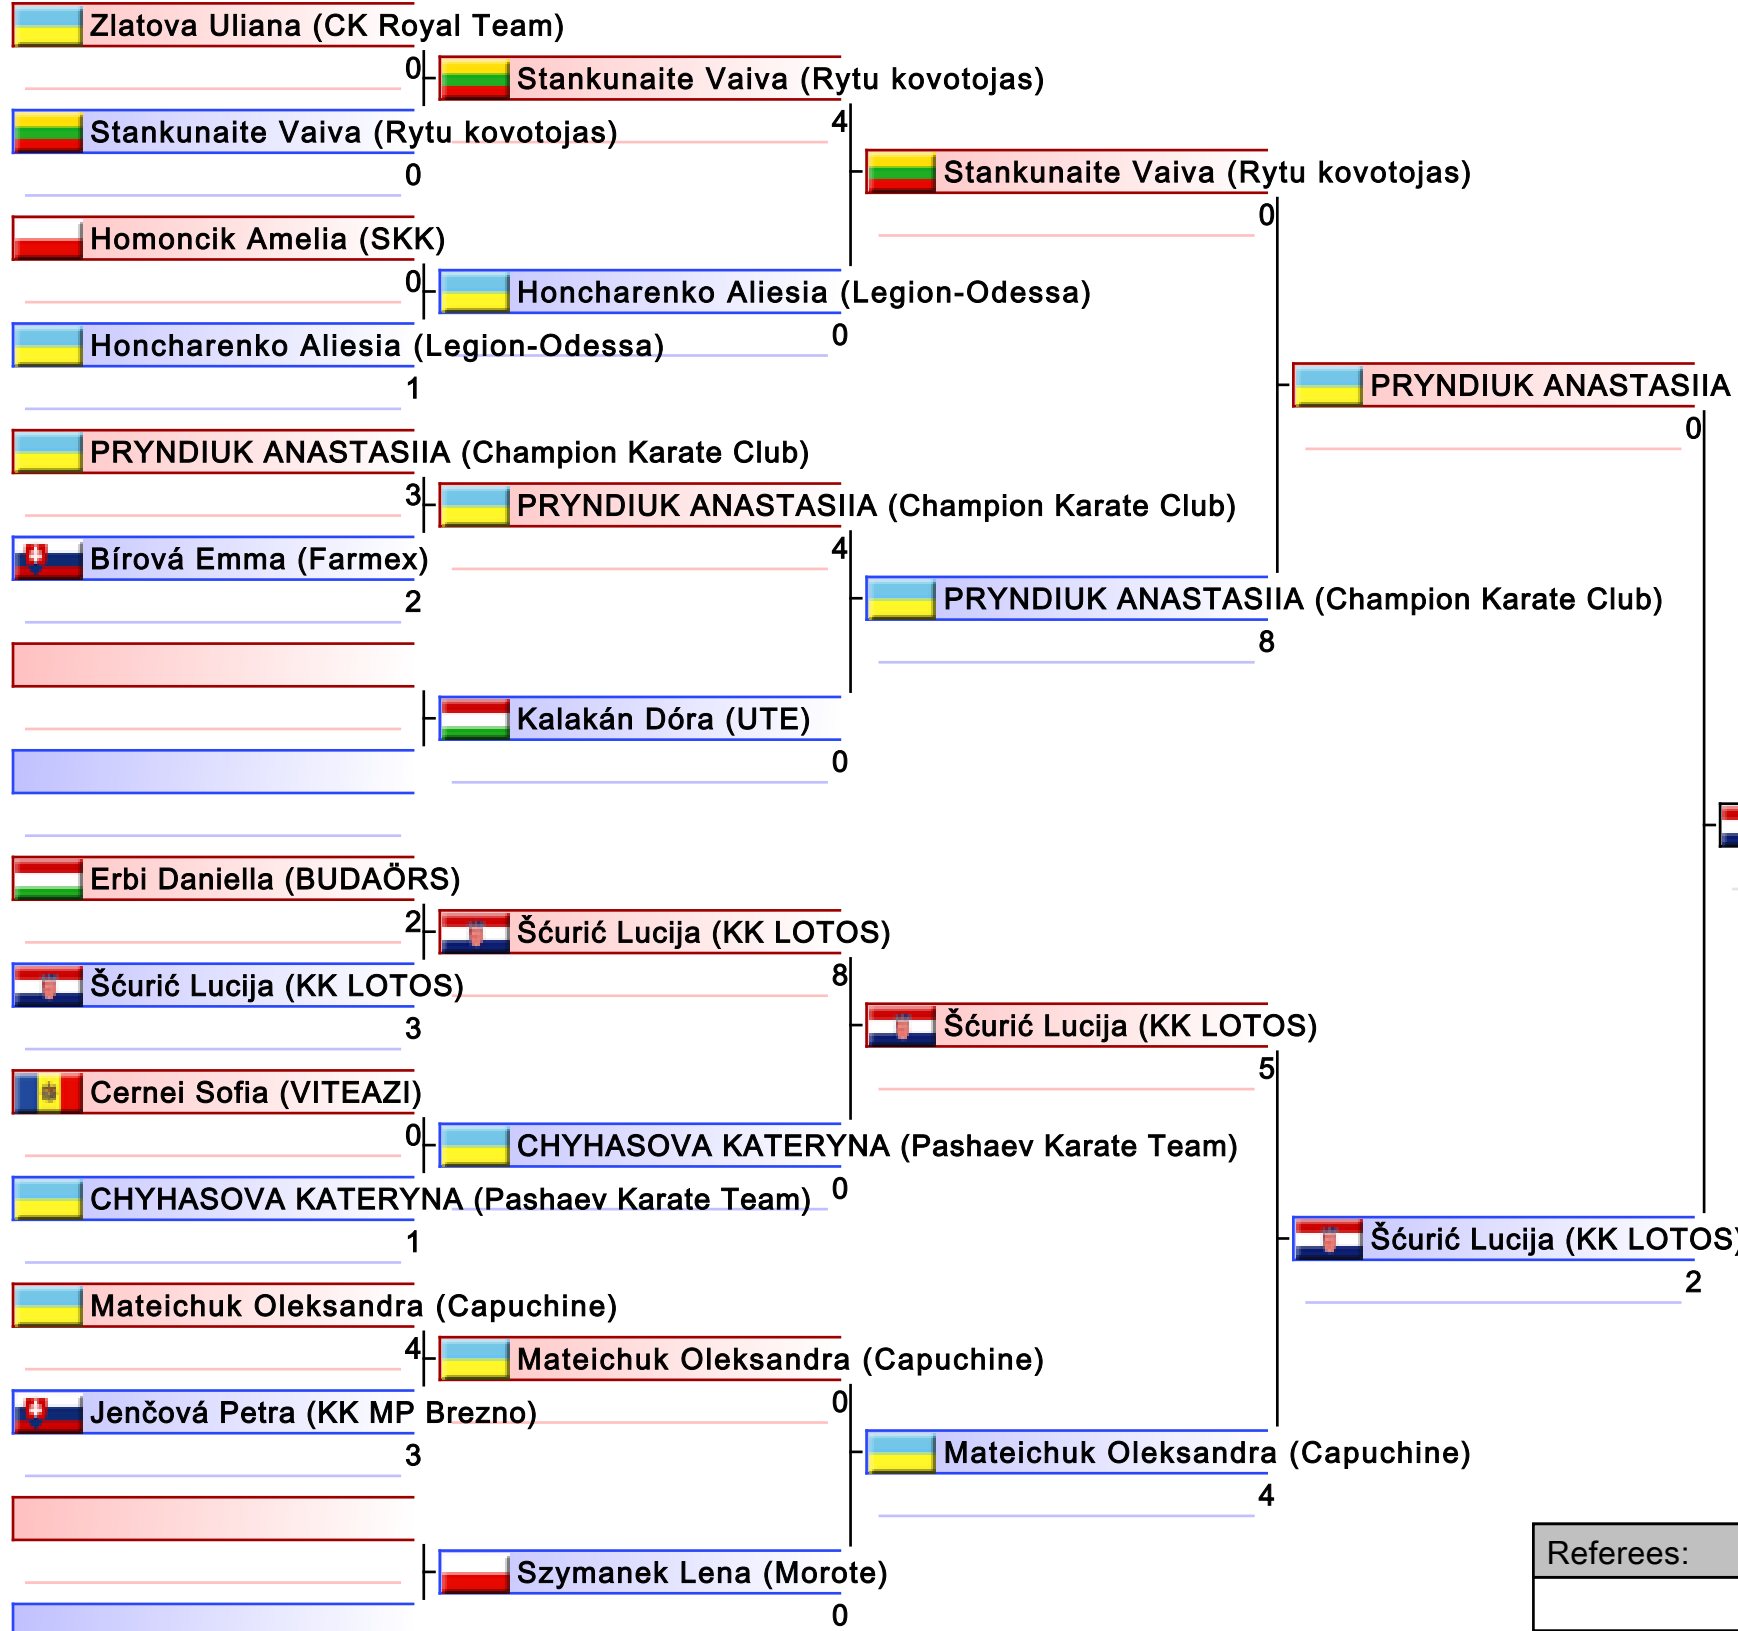 Zlatova Uliana (CK Royal Team)
0
Stankunaite Vaiva (Rytu kovotojas)
0
Homoncik Amelia (SKK)
0
Honcharenko Aliesia (Legion-Odessa)
1
PRYNDIUK ANASTASIIA (Champion Karate Club)
3
Bírová Emma (Farmex)
2
Erbi Daniella (BUDAÖRS)
2
Šćurić Lucija (KK LOTOS)
3
Cernei Sofia (VITEAZI)
0
CHYHASOVA KATERYNA (Pashaev Karate Team)
1
Mateichuk Oleksandra (Capuchine)
4
Jenčová Petra (KK MP Brezno)
3
Stankunaite Vaiva (Rytu kovotojas)
4
Honcharenko Aliesia (Legion-Odessa)
0
PRYNDIUK ANASTASIIA (Champion Karate Club)
4
Kalakán Dóra (UTE)
0
Šćurić Lucija (KK LOTOS)
8
CHYHASOVA KATERYNA (Pashaev Karate Team)
0
Mateichuk Oleksandra (Capuchine)
0
Szymanek Lena (Morote)
0
Stankunaite Vaiva (Rytu kovotojas)
0
PRYNDIUK ANASTASIIA (Champion Karate Club)
8
Šćurić Lucija (KK LOTOS)
5
Mateichuk Oleksandra (Capuchine)
4
PRYNDIUK ANASTASIIA
0
Šćurić Lucija (KK LOTOS)
2
Referees: